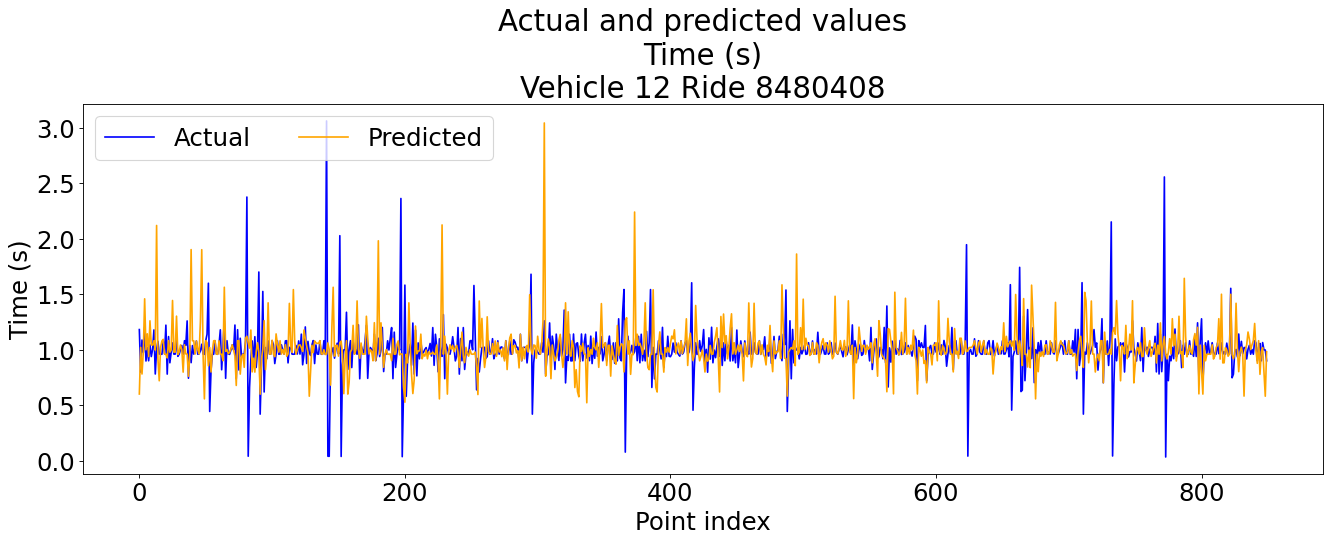 Actual and predicted values
Time (s)
Vehicle 12 Ride 8480408
Actual Predicted
3.0
2.5
2.0
1.5
1.0
0.5
0.0
Time (s)
0 200 400 600 800
Point index